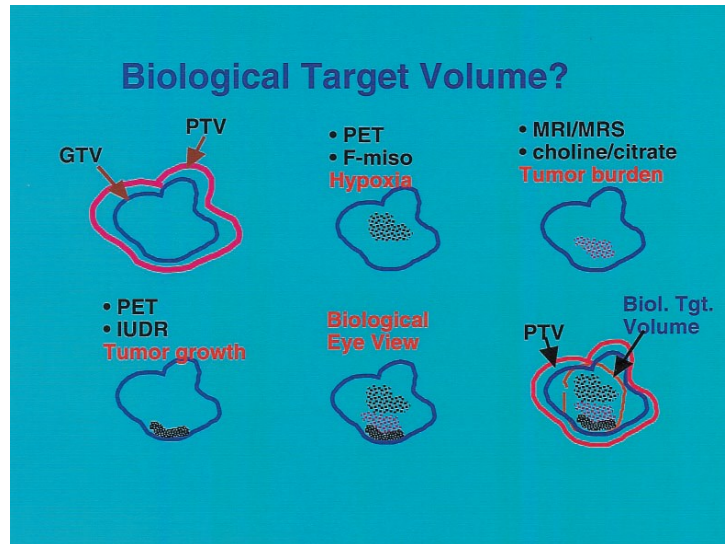 Biological Target Volume?
GTV
PTV
• PET
• F-miso
Hypoxia
• MRI/MRS
• choline/citrate
Tumor burden
• PET
• IUDR
Tumor growth
Biological
Eye View
PTV
Biol. Tgt.
Volume